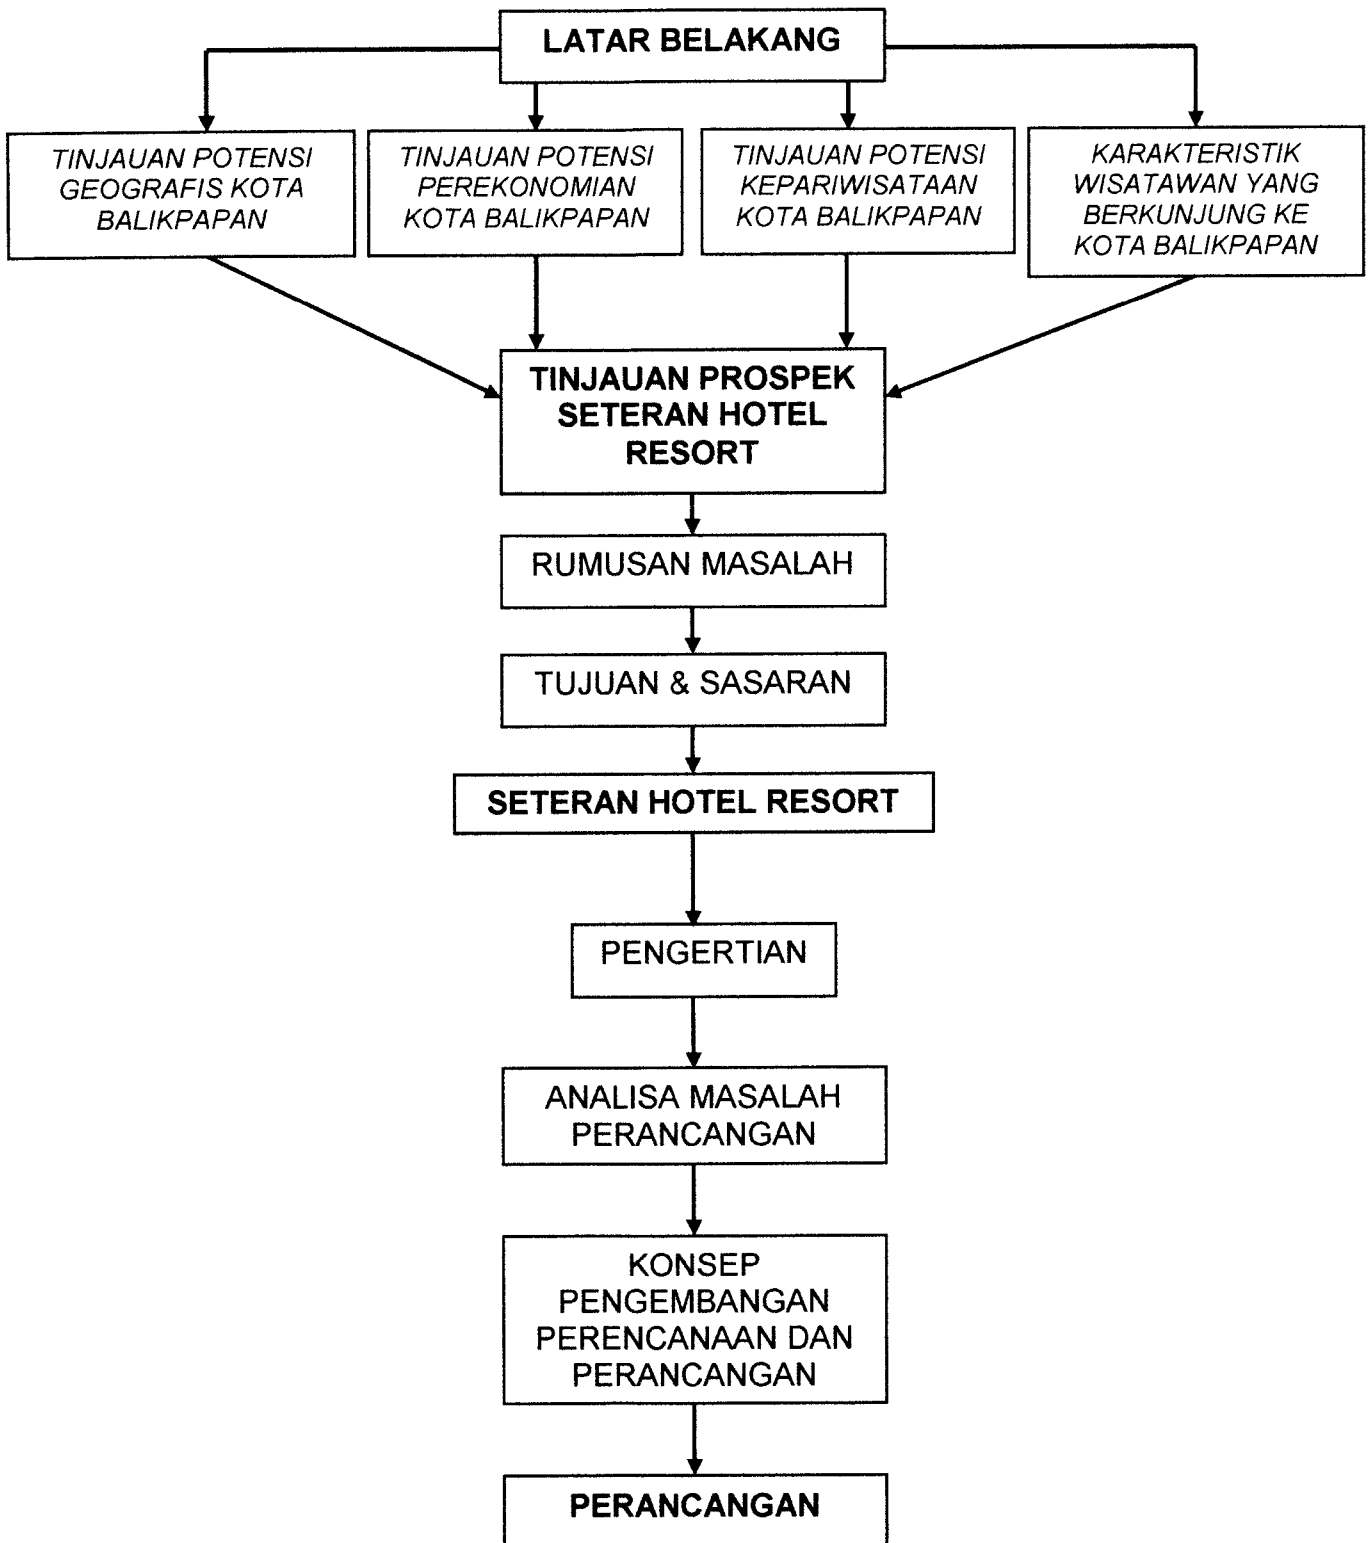 LATAR BELAKANG
TINJAUAN POTENSI
GEOGRAFIS KOTA
BALIKPAPAN
TINJAUAN POTENSI
PEREKONOMIAN
KOTA BALIKPAPAN
TINJAUAN POTENSI
KEPARIWISATAAN
KOTA BALIKPAPAN
KARAKTERISTIK
WISATAWAN YANG
BERKUNJUNG KE
KOTA BALIKPAPAN
TINJAUAN PROSPEK
SETERAN HOTEL
RESORT
RUMUSAN MASALAH
TUJUAN & SASARAN
SETERAN HOTEL RESORT
PENGERTIAN
ANALISA MASALAH
PERANCANGAN
KONSEP
PENGEMBANGAN
PERENCANAAN DAN
PERANCANGAN
PERANCANGAN